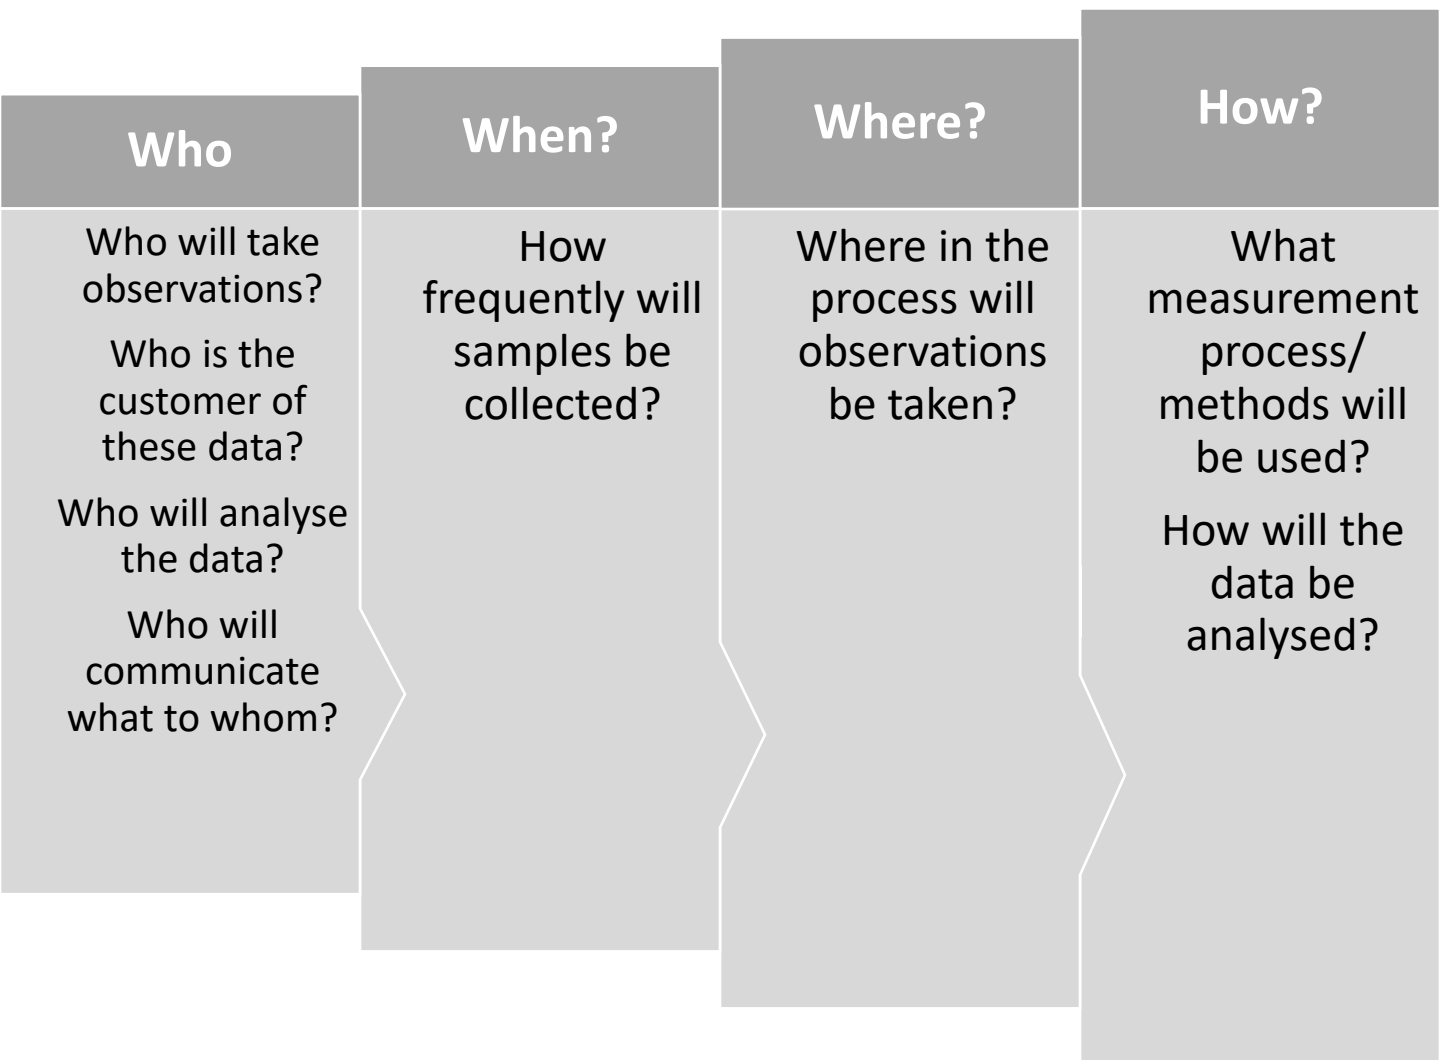 Who
Who will take
observations?
Who is the
customer of
these data?
Who will analyse
the data?
Who will
communicate
what to whom?
When?
How
frequently will
samples be
collected?
Where?
Where in the
process will
observations
be taken?
How?
What
measurement
process/
methods will
be used?
How will the
data be
analysed?